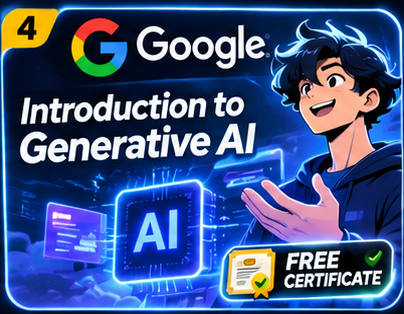 4
Google
Introduction to
Generative AI
AI
FREE
CERTIFICATE